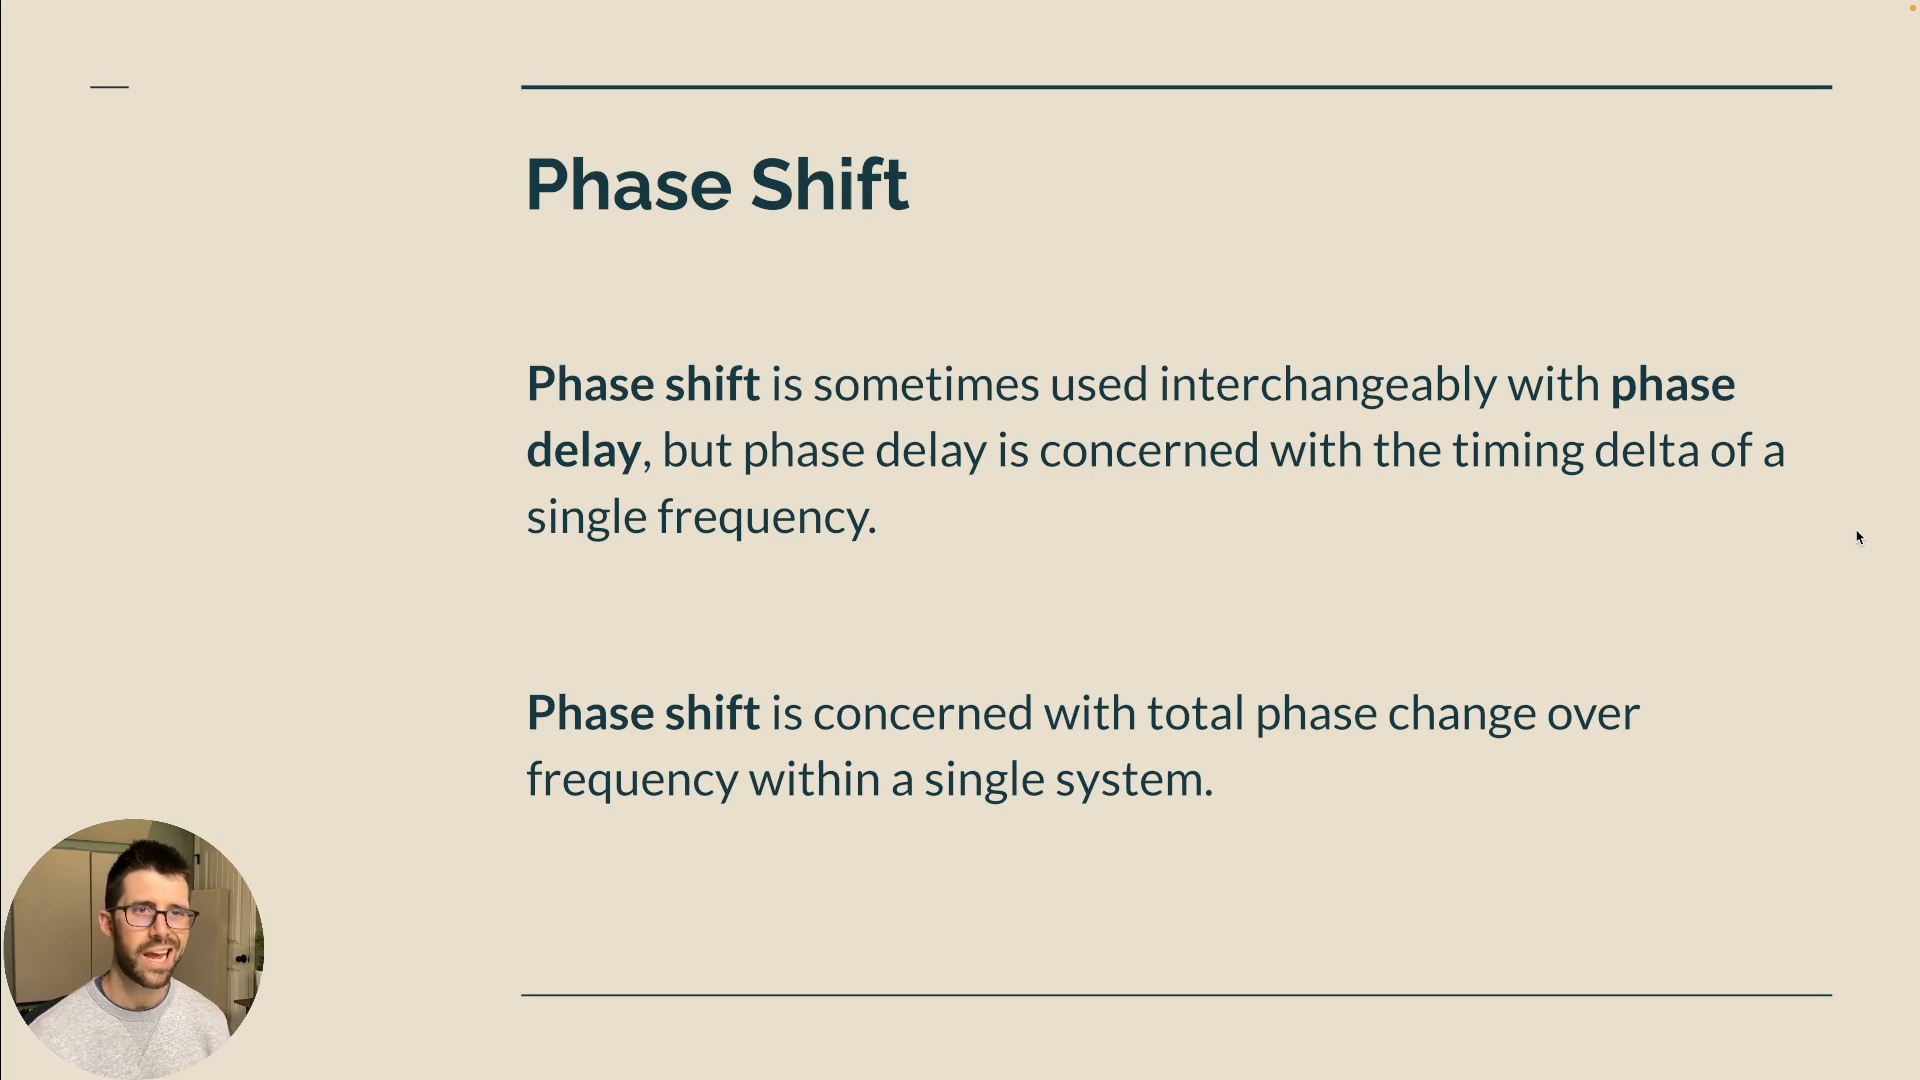 Phase Shift
Phase shift is sometimes used interchangeably with phase
delay, but phase delay is concerned with the timing delta of a
single frequency.
Phase shift is concerned with total phase change over
frequency within a single system.